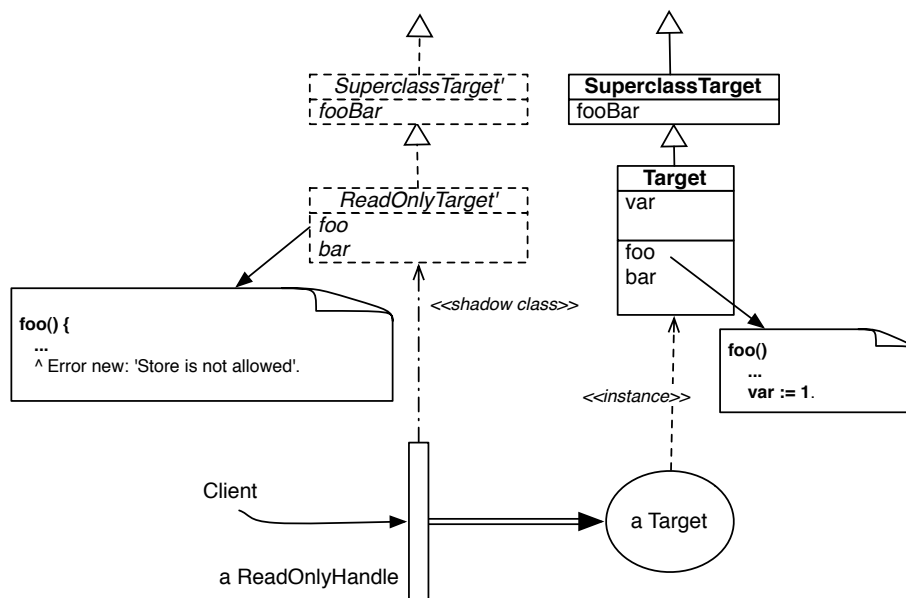 SuperclassTarget'
fooBar
SuperclassTarget
fooBar
ReadOnlyTarget'
foo
bar
Target
var
foo
bar
<<shadow class>>
foo() {
...
^ Error new: 'Store is not allowed'.
foo()
...
var := 1.
<<instance>>
Client
a Target
a ReadOnlyHandle